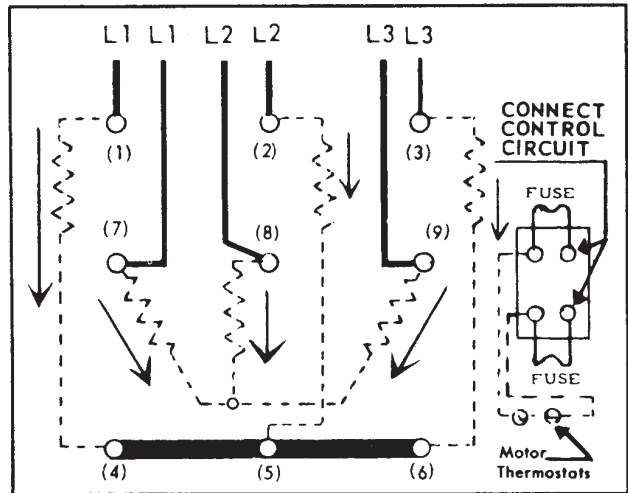 L1 L1 L2 L2 L3 L3
CONNECT
CONTROL
CIRCUIT
(1) (2) (3)
FUSE
(7) (8) (9)
FUSE
(4) (5) (6)
Motor
Thermostats